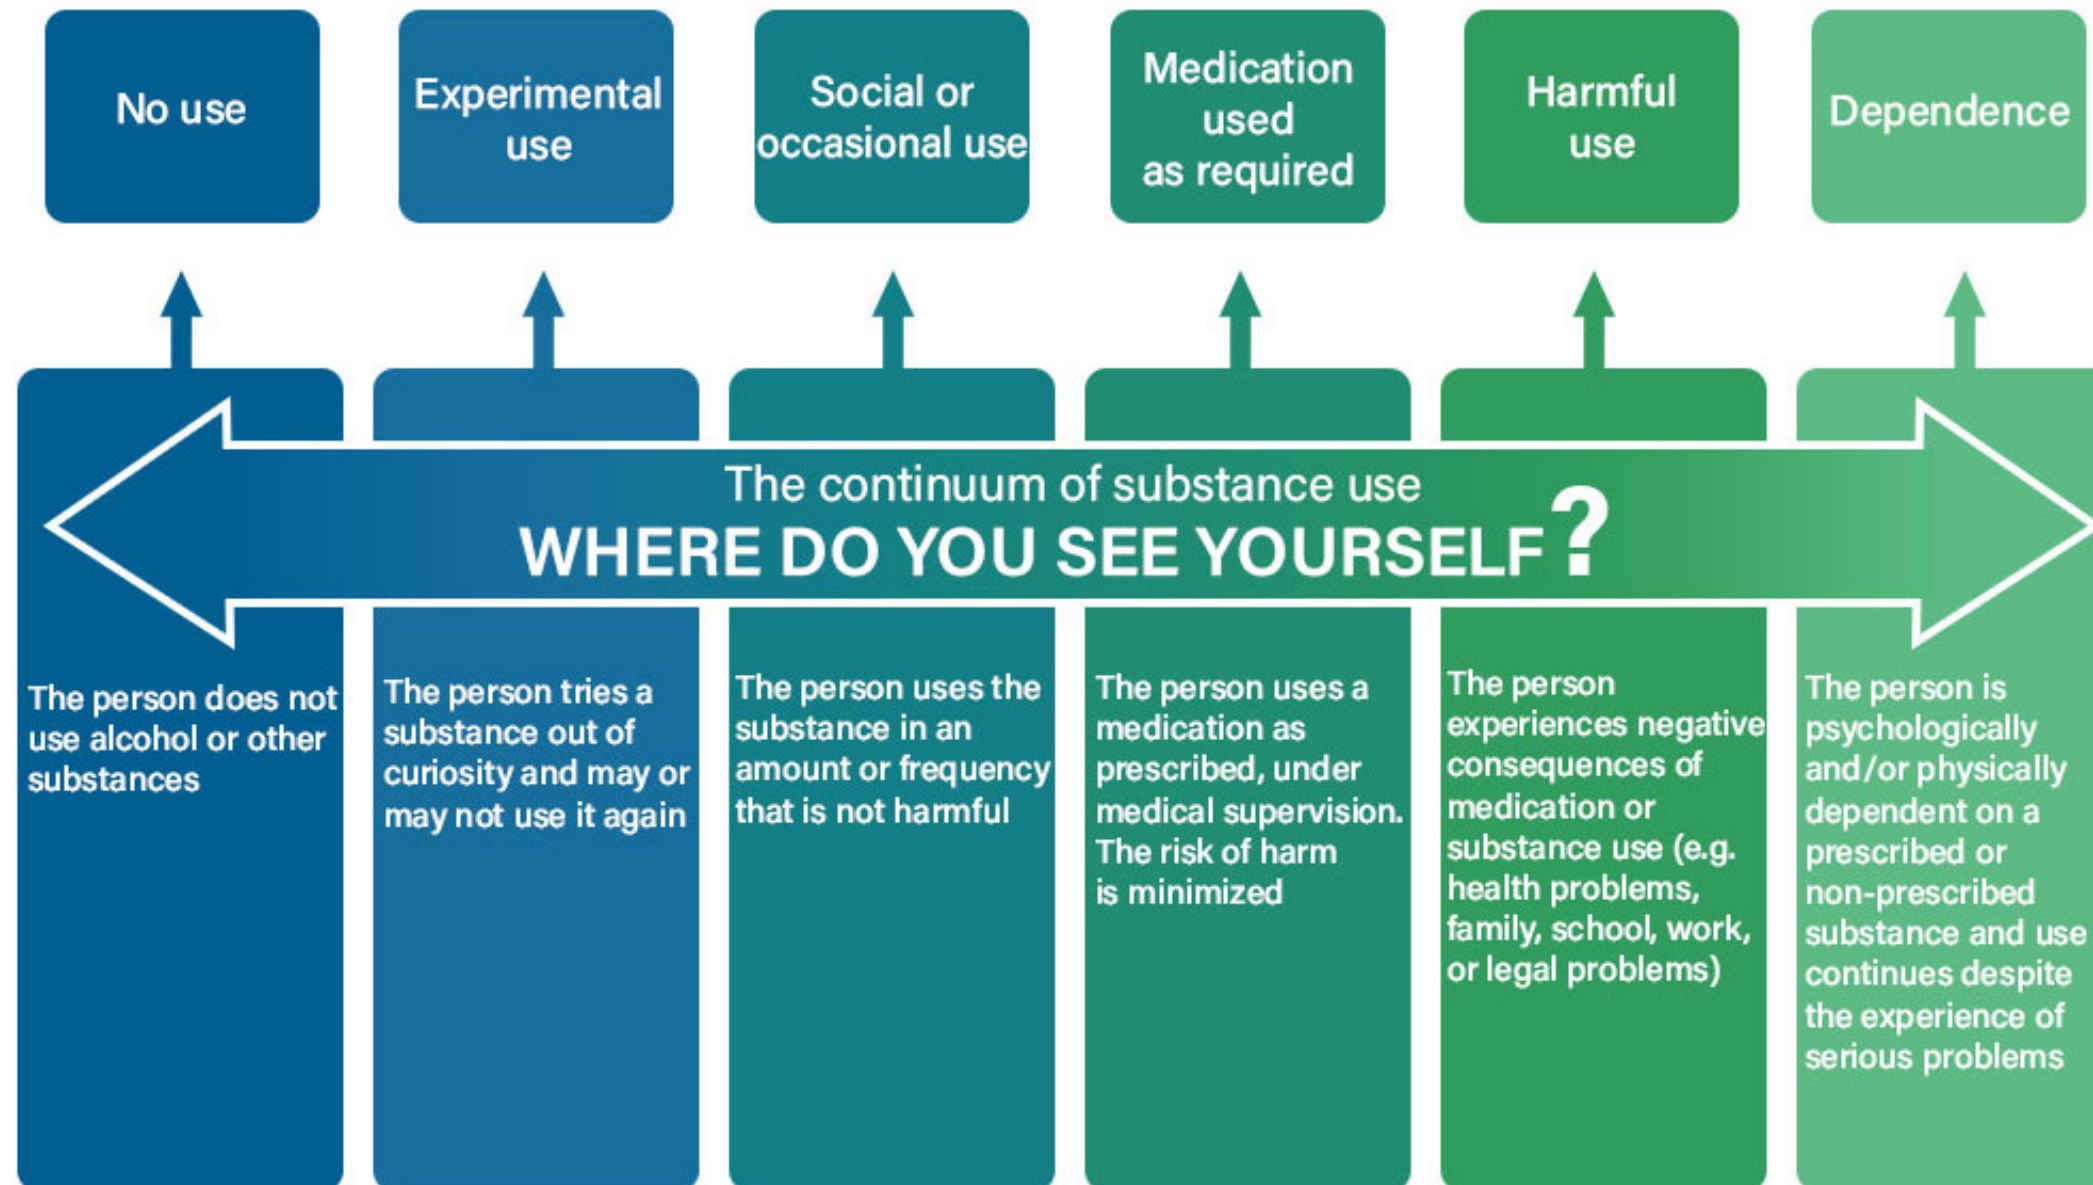 No use
Experimental
use
Social or
occasional use
Medication
used
as required
Harmful
use
Dependence
The continuum of substance use
WHERE DO YOU SEE YOURSELF?
The person does not
use alcohol or other
substances
The person tries a
substance out of
curiosity and may or
may not use it again
The person uses the
substance in an
amount or frequency
that is not harmful
The person uses a
medication as
prescribed, under
medical supervision.
The risk of harm
is minimized
The person
experiences negative
consequences of
medication or
substance use (e.g.
health problems,
family, school, work,
or legal problems)
The person is
psychologically
and/or physically
dependent on a
prescribed or
non-prescribed
substance and use
continues despite
the experience of
serious problems